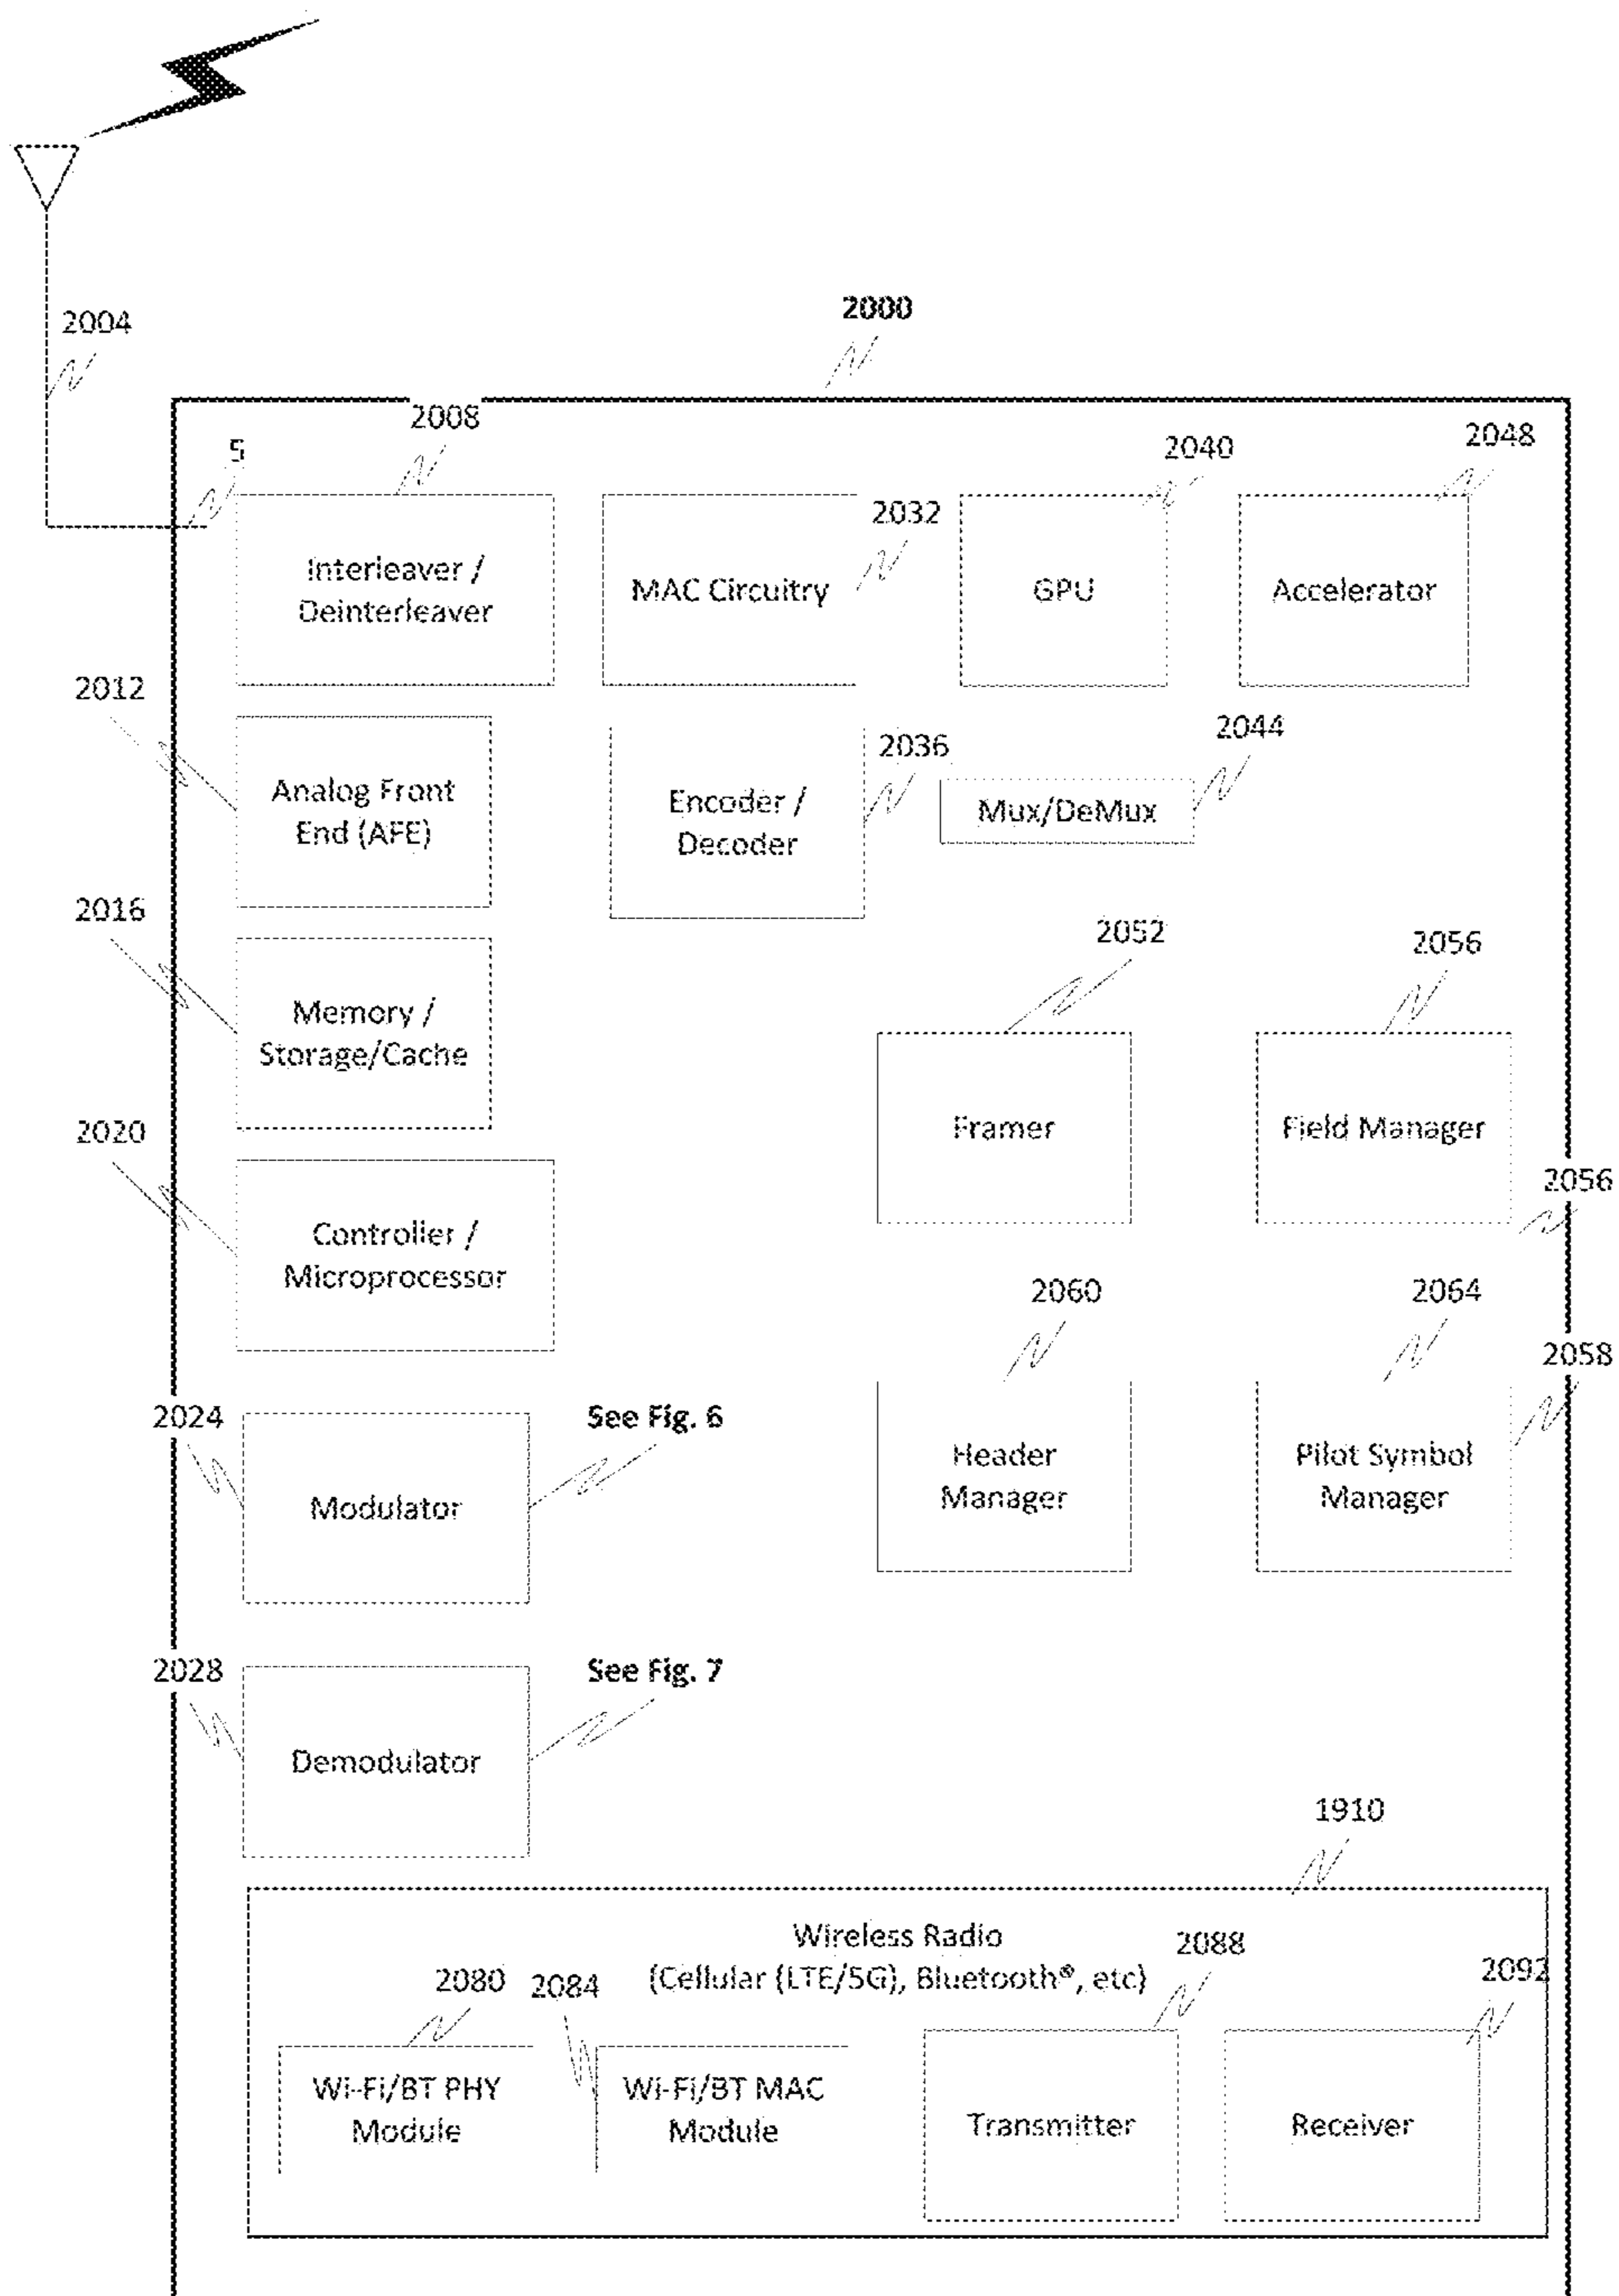 2004
2000
2008
5
2040
2048
2032
Interleaver /
Deinterleaver
MAC Circuitry
GPU
Accelerator
2012
2036
2044
Analog Front
End (AFE)
Encoder /
Decoder
Mux/DeMux
2016
2052
2056
Memory /
Storage/Cache
Framer
Field Manager
2020
2056
Controller /
Microprocessor
2060
2064
2058
2024
See Fig. 6
Header
Manager
Pilot Symbol
Manager
Modulator
2028
See Fig. 7
Demodulator
1910
Wireless Radio
(Cellular (LTE/5G), Bluetooth®, etc)
2080
2084
2088
2092
Wi-Fi/BT PHY
Module
Wi-Fi/BT MAC
Module
Transmitter
Receiver